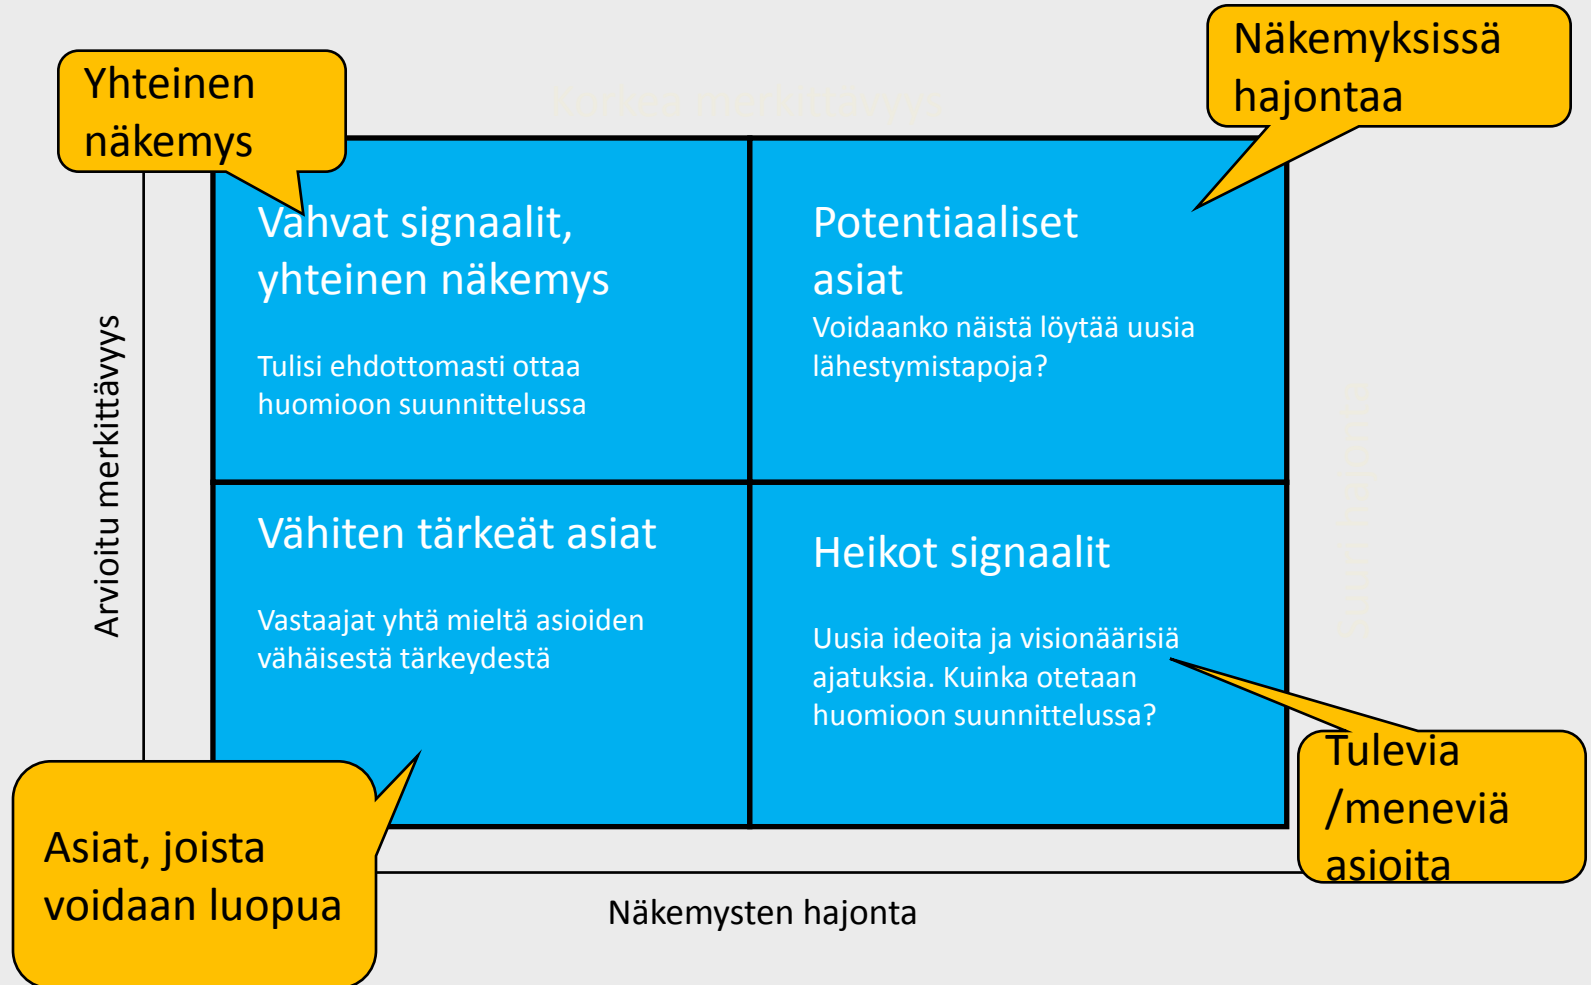 Yhteinen
näkemys
Näkemyksissä
hajontaa
Vahvat signaalit,
yhteinen näkemys
Tulisi ehdottomasti ottaa
huomioon suunnittelussa
Potentiaaliset
asiat
Voidaanko näistä löytää uusia
lähestymistapoja?
Arvioitu merkittävyys
Vähiten tärkeät asiat
Vastaajat yhtä mieltä asioiden
vähäisestä tärkeydestä
Heikot signaalit
Uusia ideoita ja visionäärisiä
ajatuksia. Kuinka otetaan
huomioon suunnittelussa?
Asiat, joista
voidaan luopua
Tulevia
/meneviä
asioita
Näkemysten hajonta